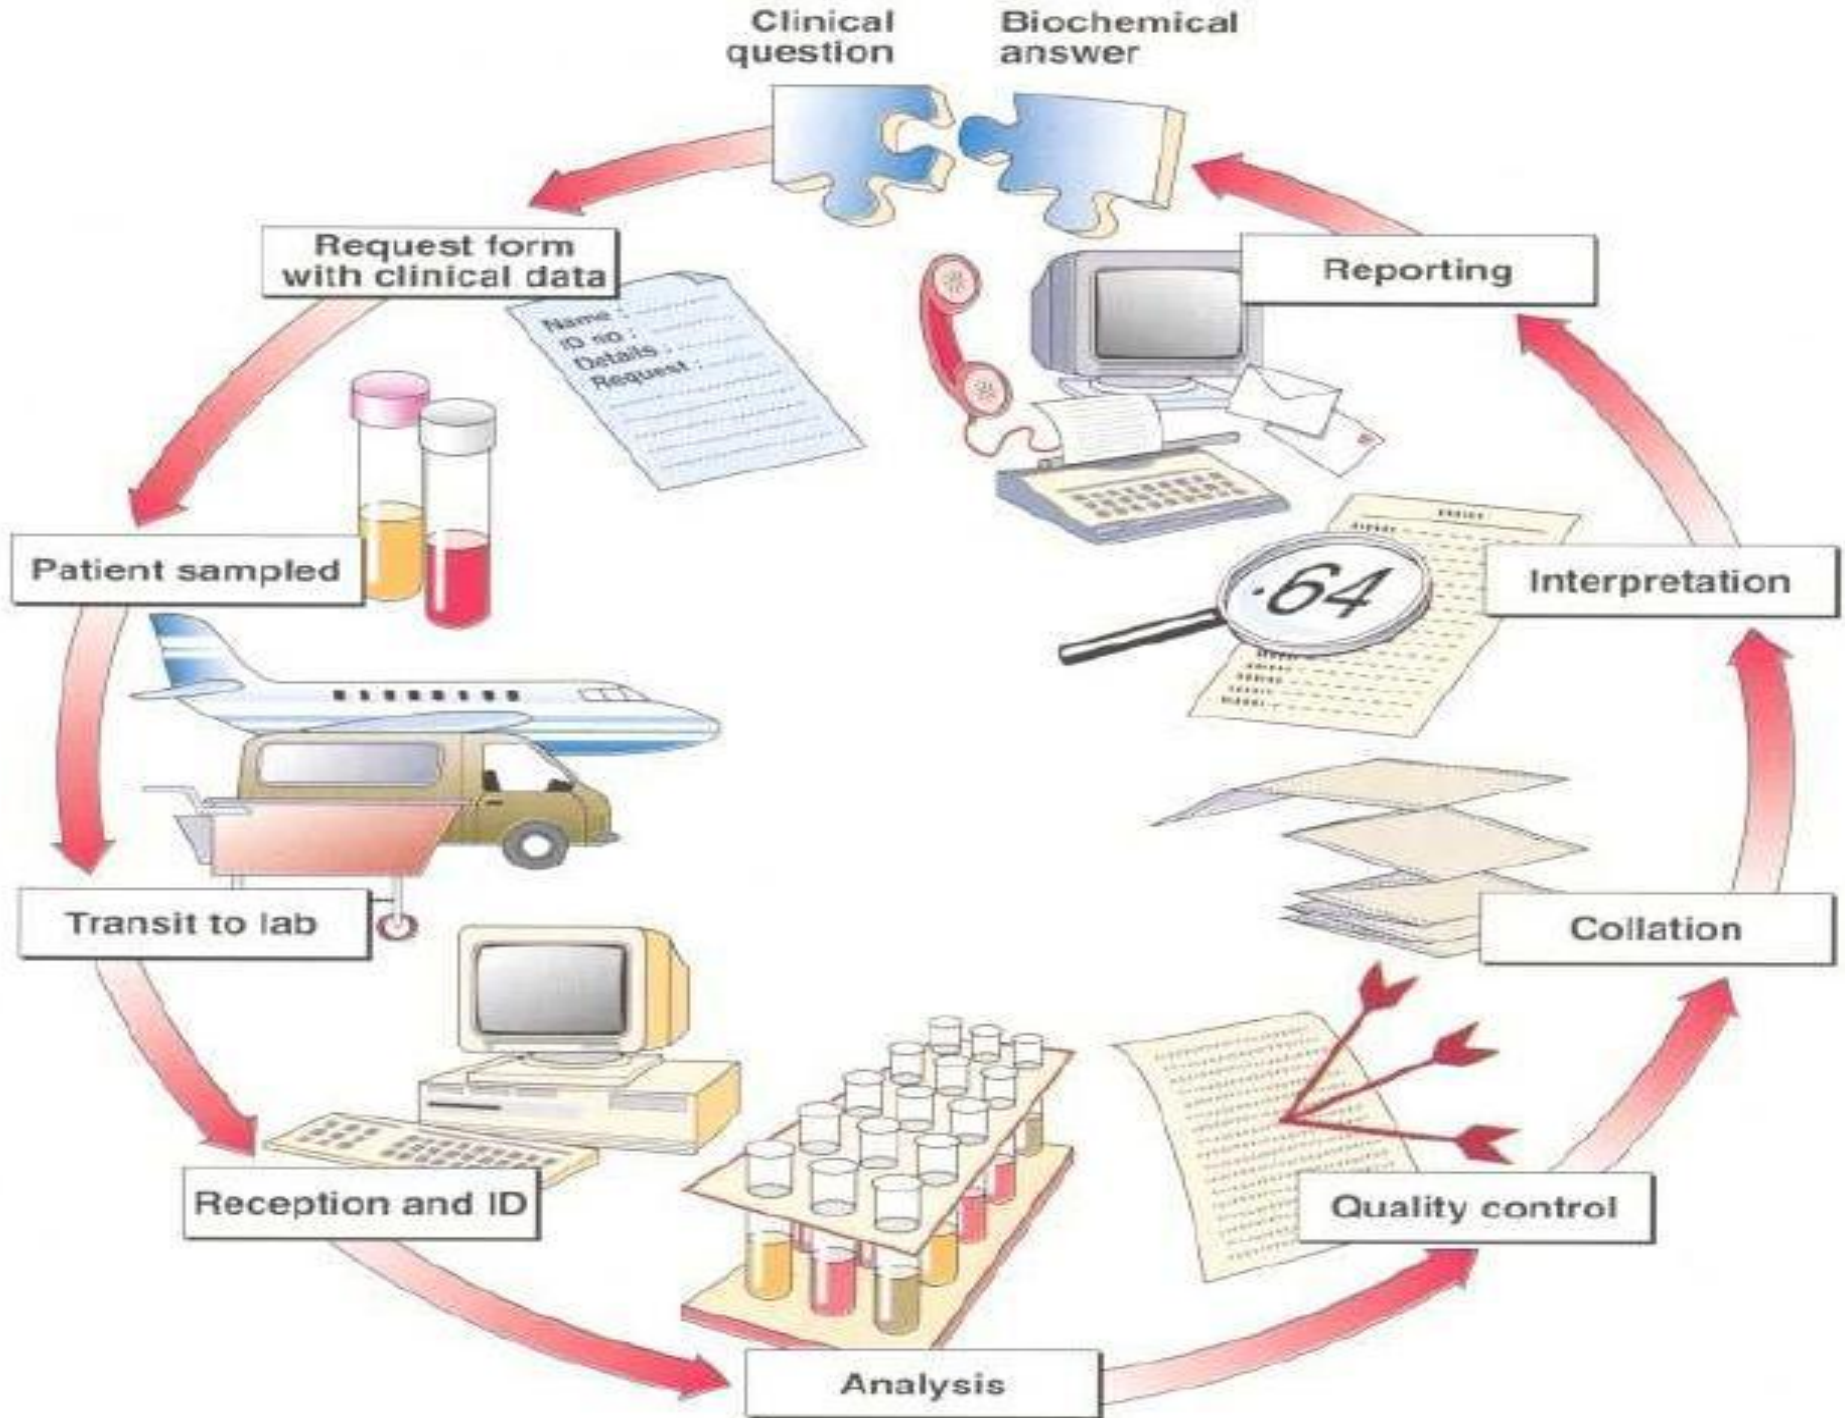 Clinical
question
Biochemical
answer
Request form
with clinical data
Name :
ID no :
Details :
Request :
Patient sampled
Transit to lab
Reception and ID
Analysis
Quality control
Collation
Interpretation
.64
Reporting